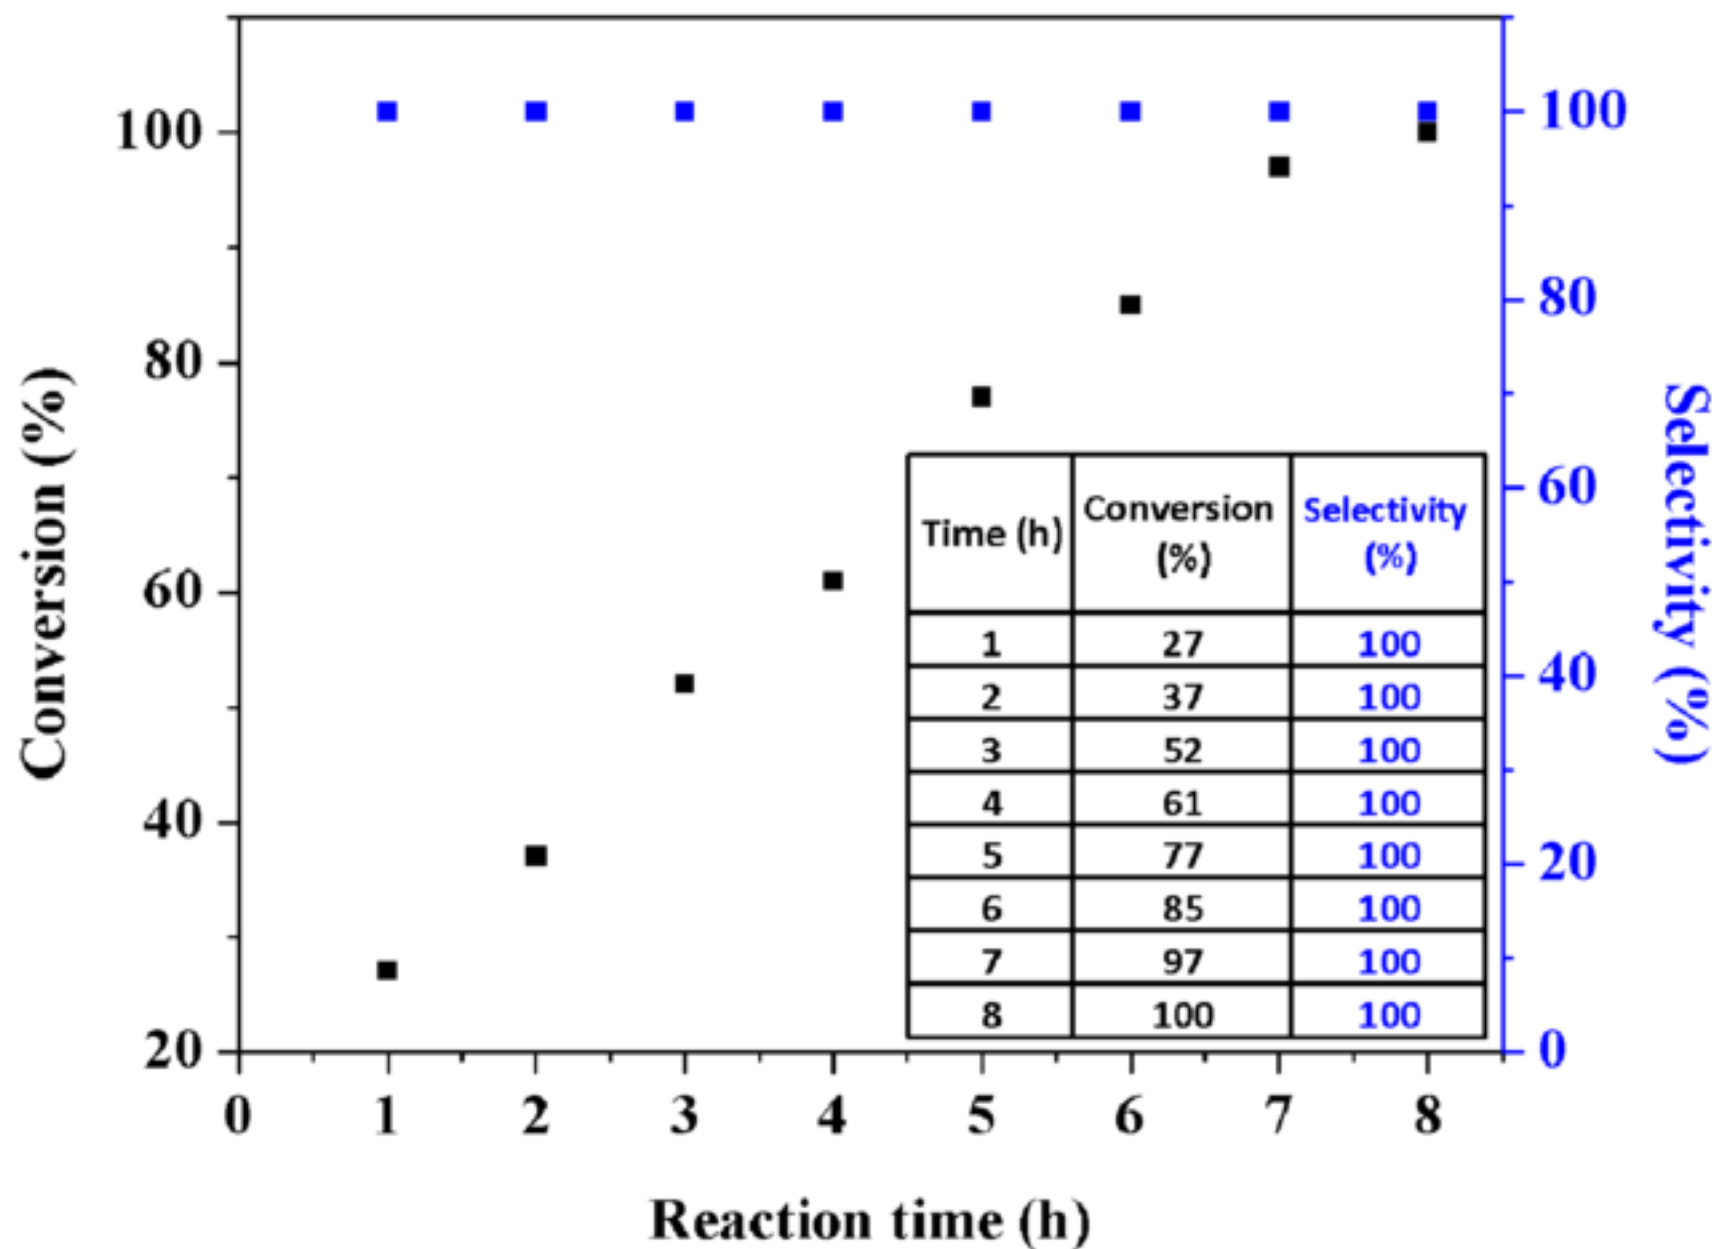 Conversion (%)
100
80
60
40
20
100
80
60
40
20
0
Selectivity (%)
Time (h) Conversion (%) Selectivity (%)
1 27 100
2 37 100
3 52 100
4 61 100
5 77 100
6 85 100
7 97 100
8 100 100
0 1 2 3 4 5 6 7 8
Reaction time (h)